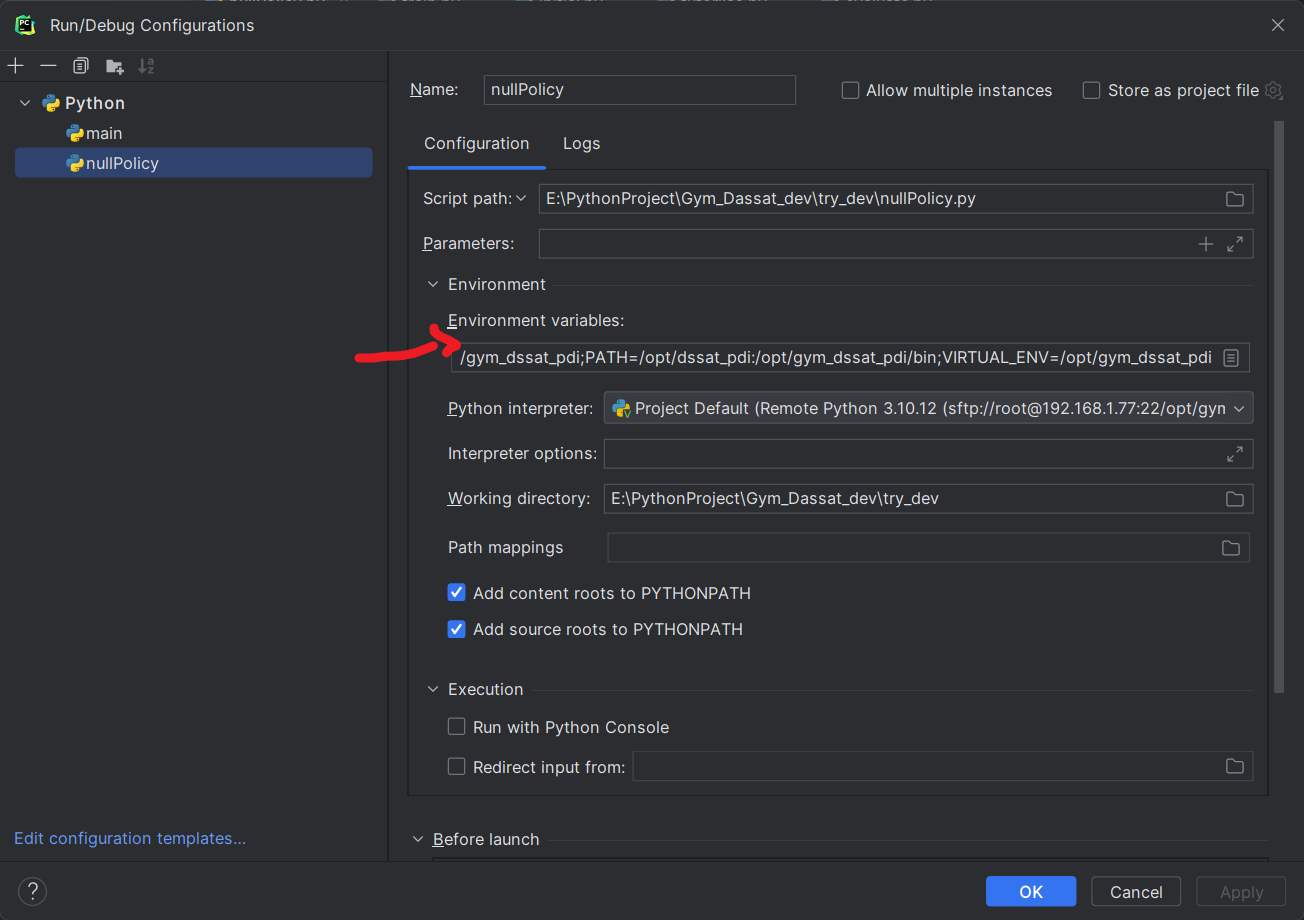 Run/Debug Configurations
Python
main
nullPolicy
Edit configuration templates...
Name: nullPolicy Allow multiple instances Store as project file
Configuration Logs
Script path: E:\PythonProject\Gym_Dassat_dev\try_dev\nullPolicy.py
Parameters:
Environment
Environment variables:
/gym_dssat_pdi;PATH=/opt/dssat_pdi:/opt/gym_dssat_pdi/bin;VIRTUAL_ENV=/opt/gym_dssat_pdi
Python interpreter: Project Default (Remote Python 3.10.12 (sftp://root@192.168.1.77:22/opt/gyn
Interpreter options:
Working directory: E:\PythonProject\Gym_Dassat_dev\try_dev
Path mappings
Add content roots to PYTHONPATH
Add source roots to PYTHONPATH
Execution
Run with Python Console
Redirect input from:
Before launch
? OK Cancel Apply